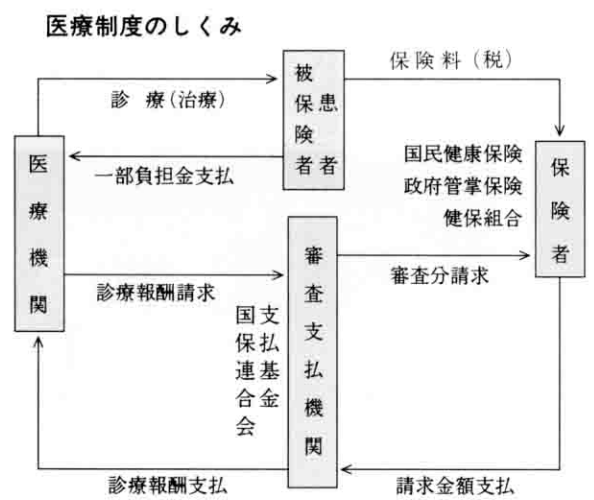 医療制度のしくみ
保険料(税)
診療(治療)
被保険者
患者
一部負担金支払
医療機関
国民健康保険
政府管掌保険
健保組合
保険者
診療報酬請求
審査支払機関
審査分請求
支払基金
国保連合会
診療報酬支払
請求金額支払